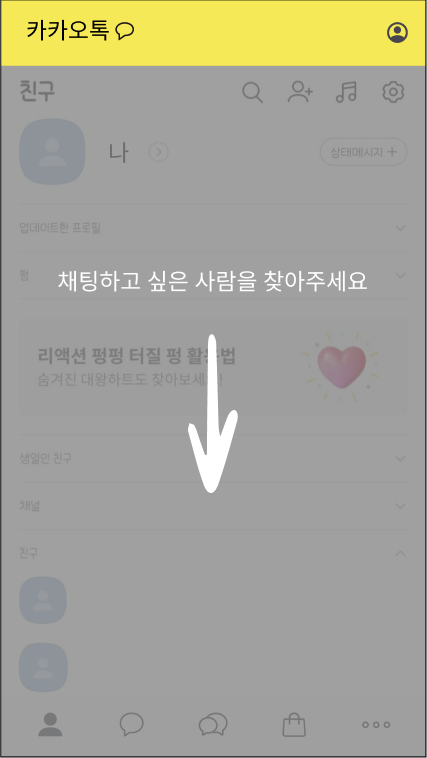 카카오톡
친구
나
상태메시지 +
업데이트한 프로필
펑
채팅하고 싶은 사람을 찾아주세요
리액션 펑펑 터질 펑 활용법
숨겨진 대왕하트도 찾아보세요!
생일인 친구
채널
친구